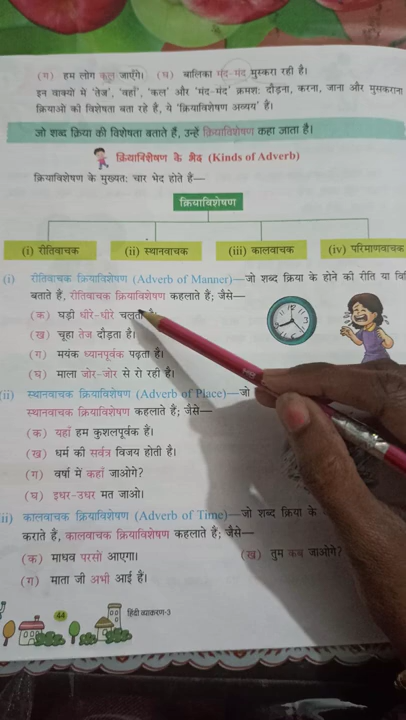 (ग) हम लोग कल जाएँगे। (घ) बालिका मंद-मंद मुस्करा रही है।
इन वाक्यों में 'तेज', 'वहाँ', 'कल' और 'मंद-मंद' क्रमश: दौड़ना, करना, जाना और मुसकराना
क्रियाओं की विशेषता बता रहे है, ये 'क्रियाविशेषण अव्यय' हैं।
जो शब्द क्रिया की विशेषता बताते हैं, उन्हें क्रियाविशेषण कहा जाता है।
क्रियाविशेषण के भेद (Kinds of Adverb)
क्रियाविशेषण के मुख्यत: चार भेद होते हैं—
क्रियाविशेषण
(i) रीतिवाचक (ii) स्थानवाचक (iii) कालवाचक (iv) परिमाणवाचक
(i) रीतिवाचक क्रियाविशेषण (Adverb of Manner)—जो शब्द क्रिया के होने की रीति या
बताते हैं, रीतिवाचक क्रियाविशेषण कहलाते हैं; जैसे—
(क) घड़ी धीरे-धीरे चलती
(ख) चूहा तेज दौड़ता है।
(ग) मयंक ध्यानपूर्वक पढ़ता है।
(घ) माला जोर-जोर से रो रही है।
(ii) स्थानवाचक क्रियाविशेषण (Adverb of Place)—जो
स्थानवाचक क्रियाविशेषण कहलाते हैं; जैसे—
(क) यहाँ हम कुशलपूर्वक हैं।
(ख) धर्म की सर्वत्र विजय होती है।
(ग) वर्षा में कहाँ जाओगे?
(घ) इधर-उधर मत जाओ।
कालवाचक क्रियाविशेषण (Adverb of Time)—जो शब्द क्रिया के
कराते हैं, कालवाचक क्रियाविशेषण कहलाते हैं; जैसे—
(क) माधव परसों आएगा। (ख) तुम कब जाओगे?
(ग) माता जी अभी आई हैं।
44 हिंदी व्याकरण-3